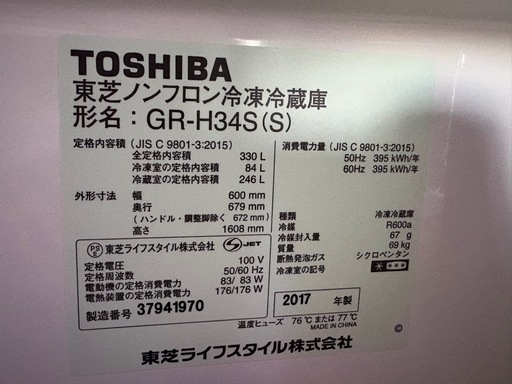 TOSHIBA
東芝ノンフロン冷凍冷蔵庫
形名：GR-H34S(S)
定格内容積 (JIS C 9801-3:2015)
全定格内容積 330 L
冷凍室の定格内容積 84 L
冷蔵室の定格内容積 246 L
外形寸法 幅 600 mm
奥行 679 mm
(ハンドル・調整脚除く 672 mm)
高さ 1608 mm
消費電力量 (JIS C 9801-3:2015)
50Hz 395 kWh/年
60Hz 395 kWh/年
種類 冷凍冷蔵庫
冷媒 R600a
冷媒封入量 67 g
質量 69 kg
断熱発泡ガス シクロペンタン
冷凍室の記号
PS
E
東芝ライフスタイル株式会社
S JET
定格電圧 100 V
定格周波数 50/60 Hz
電動機の定格消費電力 83/ 83 W
電熱装置の定格消費電力 176/176 W
製造番号 37941970
2017 年製
温度ヒューズ 76℃ または 77℃
MADE IN CHINA
©
東芝ライフスタイル株式会社